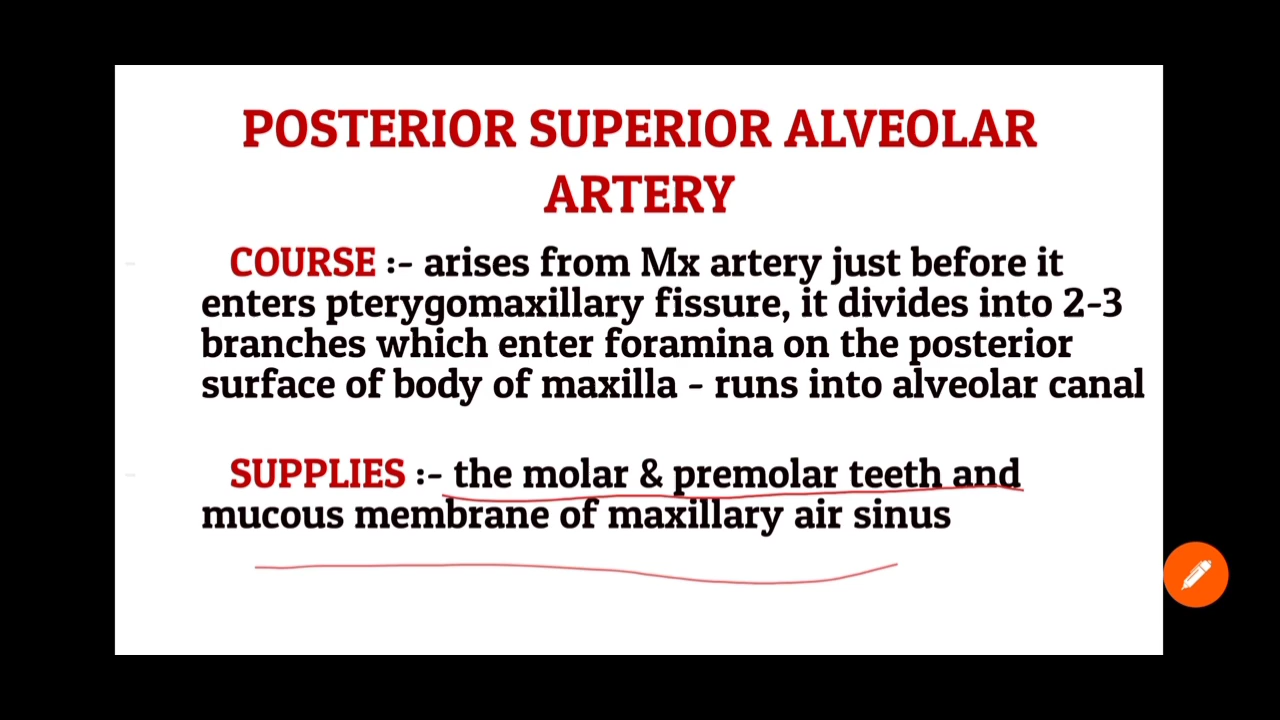 POSTERIOR SUPERIOR ALVEOLAR
ARTERY
COURSE :- arises from Mx artery just before it
enters pterygomaxillary fissure, it divides into 2-3
branches which enter foramina on the posterior
surface of body of maxilla - runs into alveolar canal
SUPPLIES :- the molar & premolar teeth and
mucous membrane of maxillary air sinus